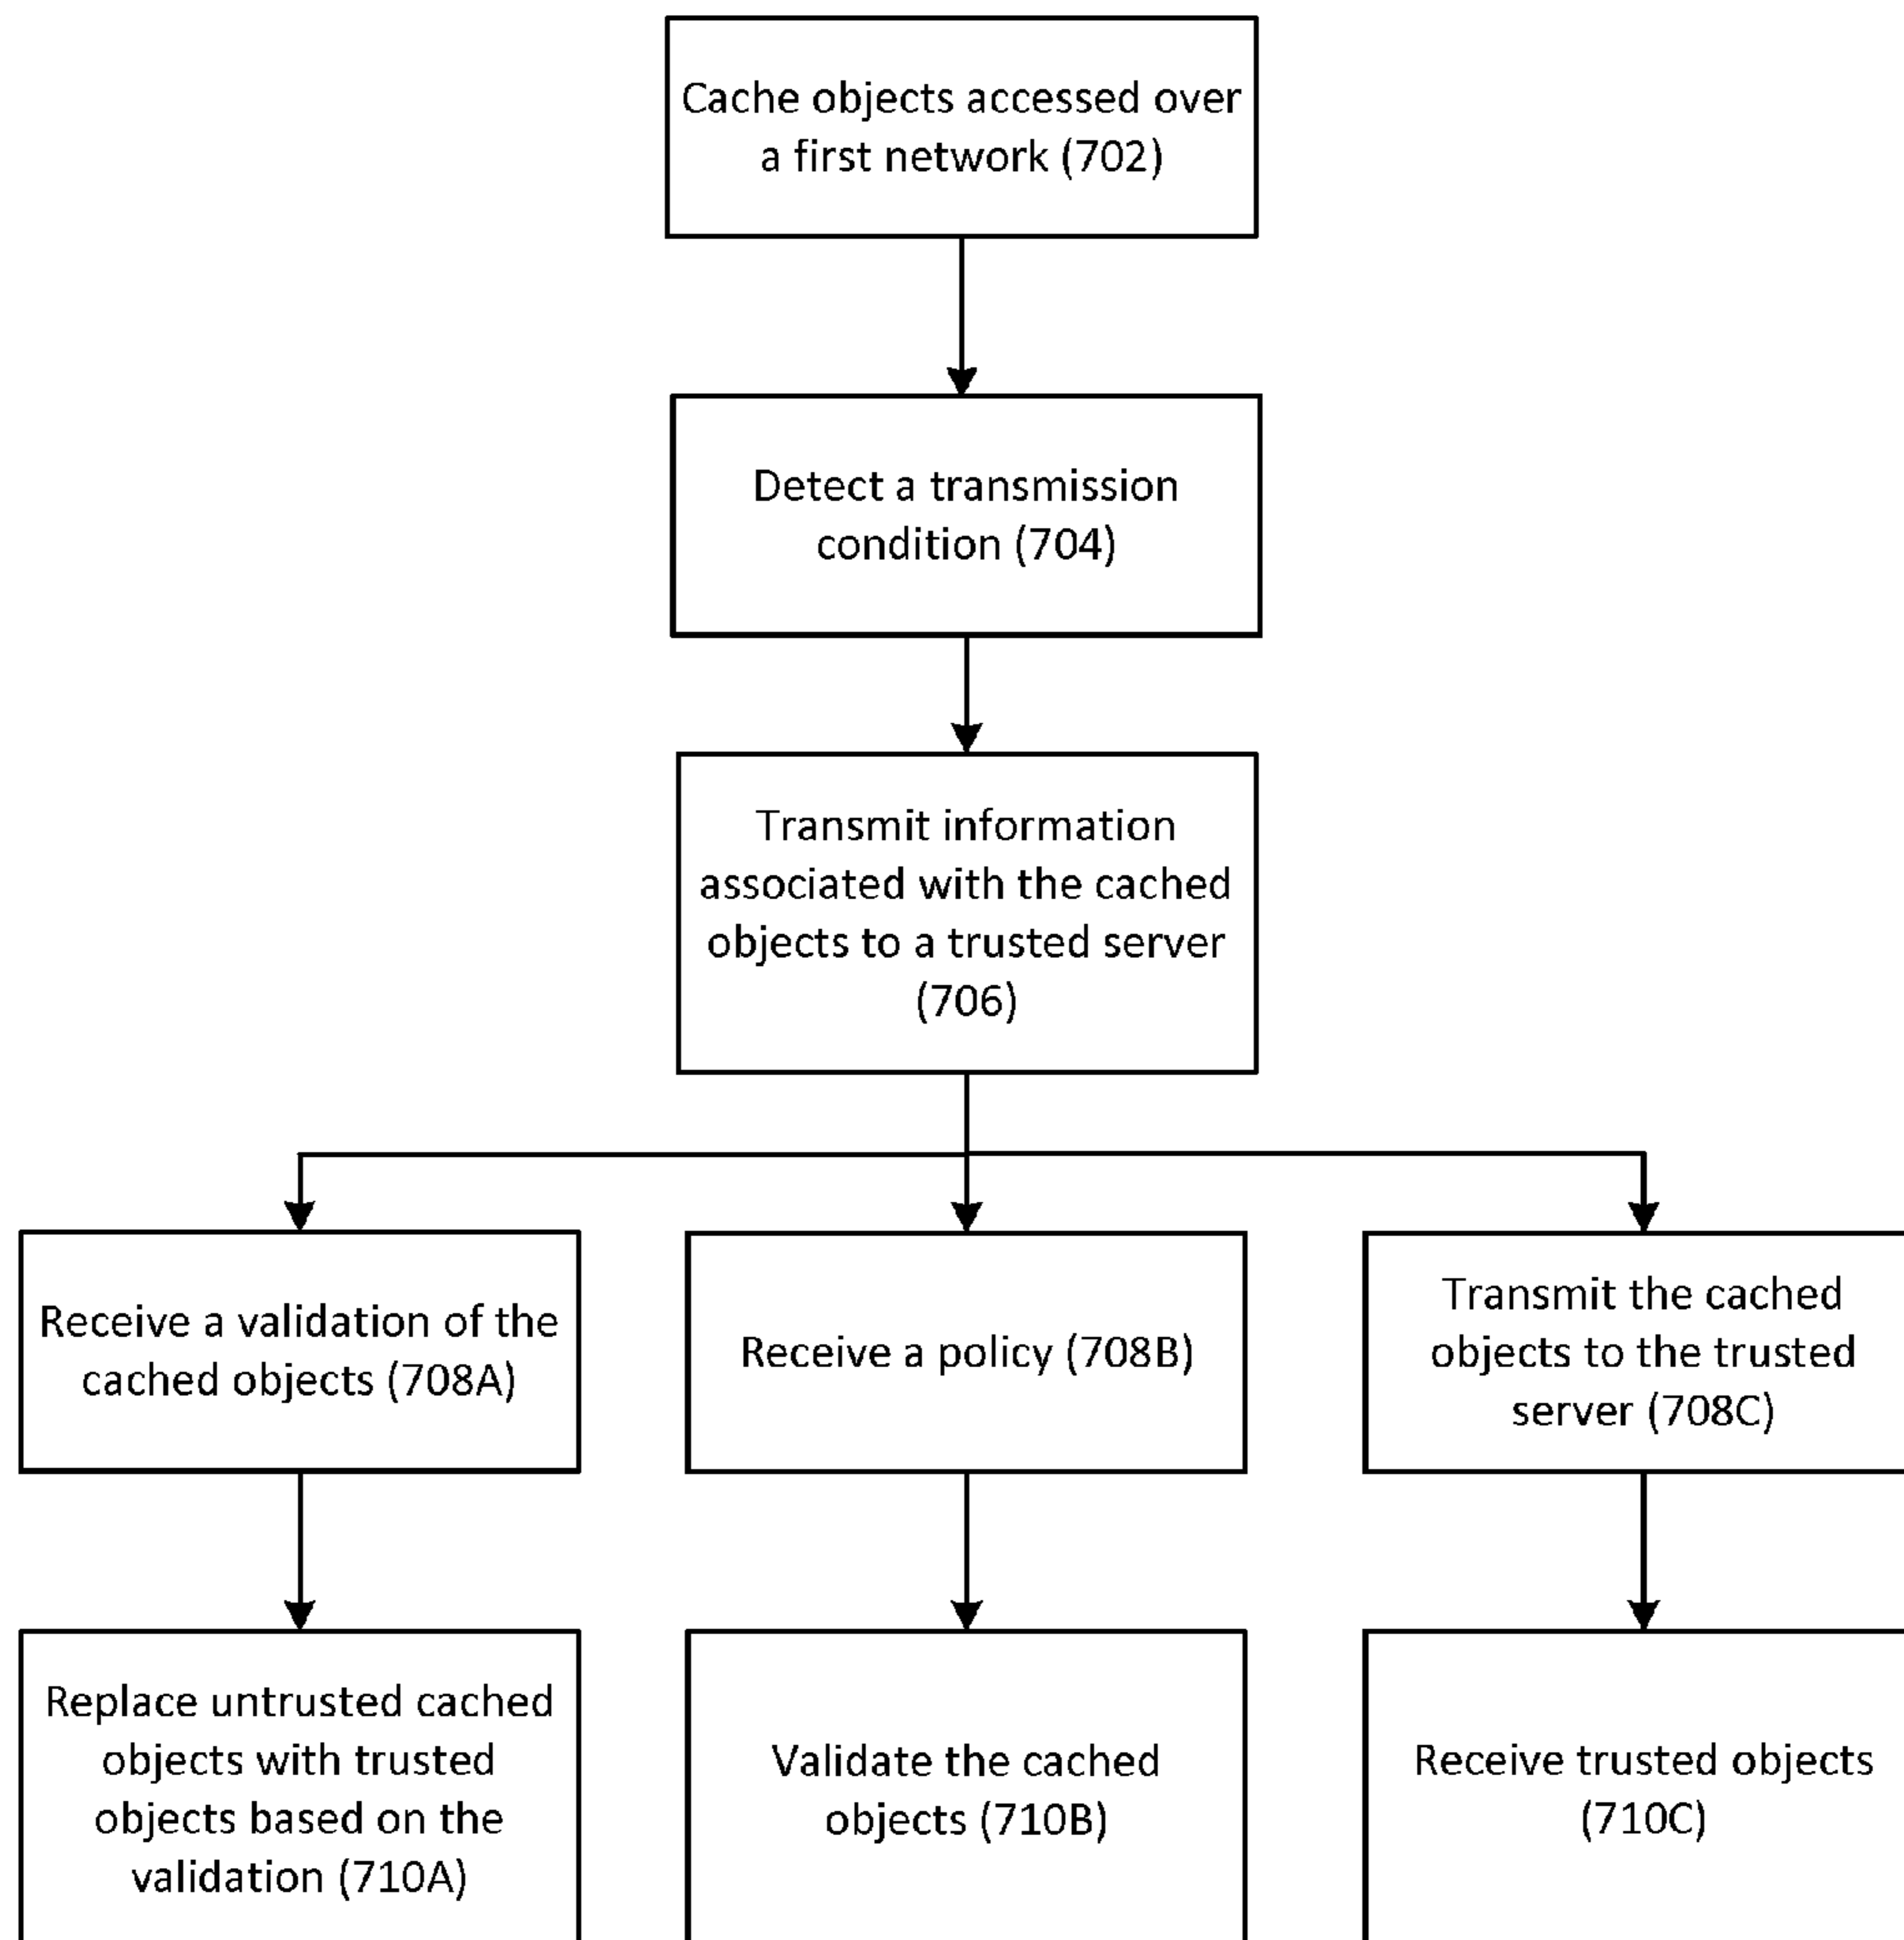 Cache objects accessed over
a first network (702)
Detect a transmission
condition (704)
Transmit information
associated with the cached
objects to a trusted server
(706)
Receive a validation of the
cached objects (708A)
Receive a policy (708B)
Transmit the cached
objects to the trusted
server (708C)
Replace untrusted cached
objects with trusted
objects based on the
validation (710A)
Validate the cached
objects (710B)
Receive trusted objects
(710C)